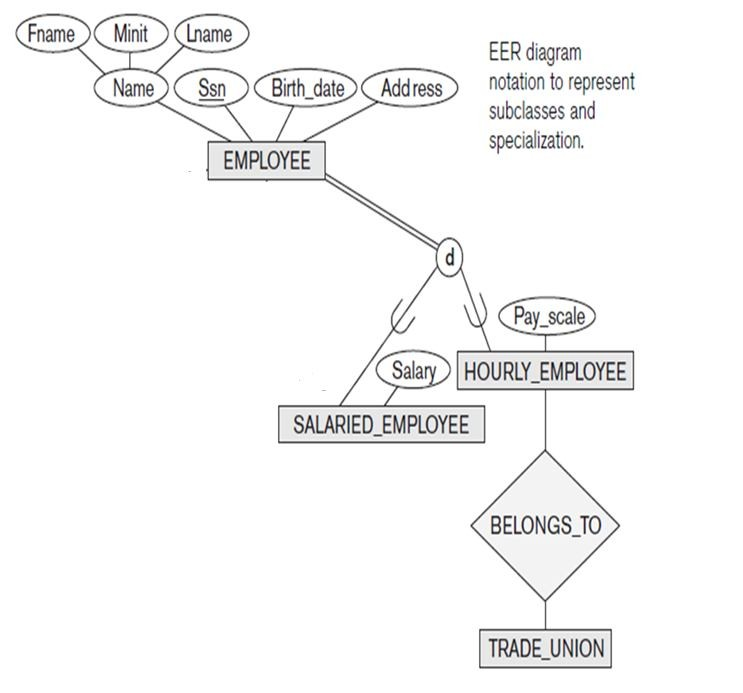 Fname
Minit
Lname
Name
Ssn
Birth_date
Address
EER diagram
notation to represent
subclasses and
specialization.
EMPLOYEE
d
Pay_scale
Salary
HOURLY_EMPLOYEE
SALARIED_EMPLOYEE
BELONGS_TO
TRADE_UNION